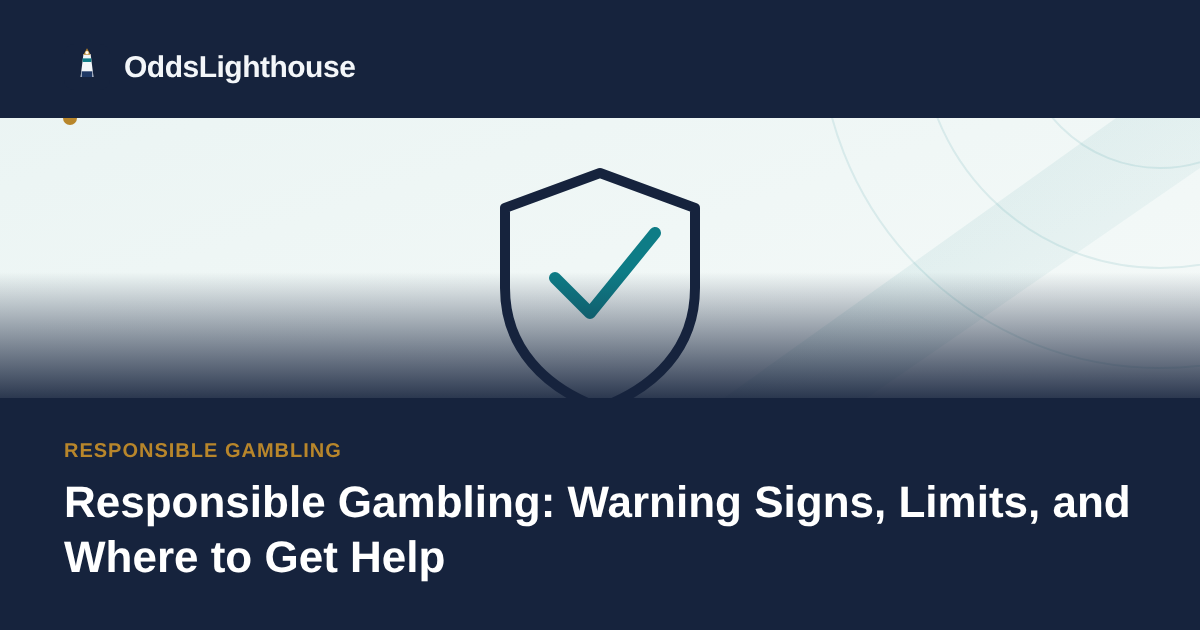 OddsLighthouse
RESPONSIBLE GAMBLING
Responsible Gambling: Warning Signs, Limits, and
Where to Get Help